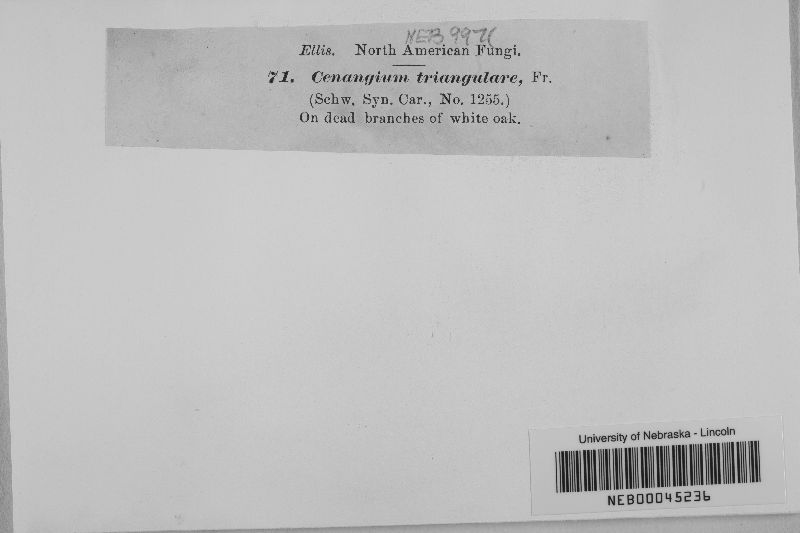 NEB 9971
Ellis. North American Fungi.
71. Cenangium triangulare, Fr.
(Schw. Syn. Car., No. 1255.)
On dead branches of white oak.
University of Nebraska - Lincoln
NEB00045236